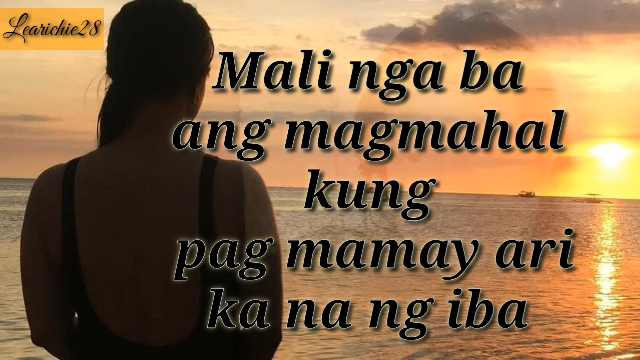 Learichie28
Mali nga ba
ang magmahal
kung
pag mamay ari
ka na ng iba